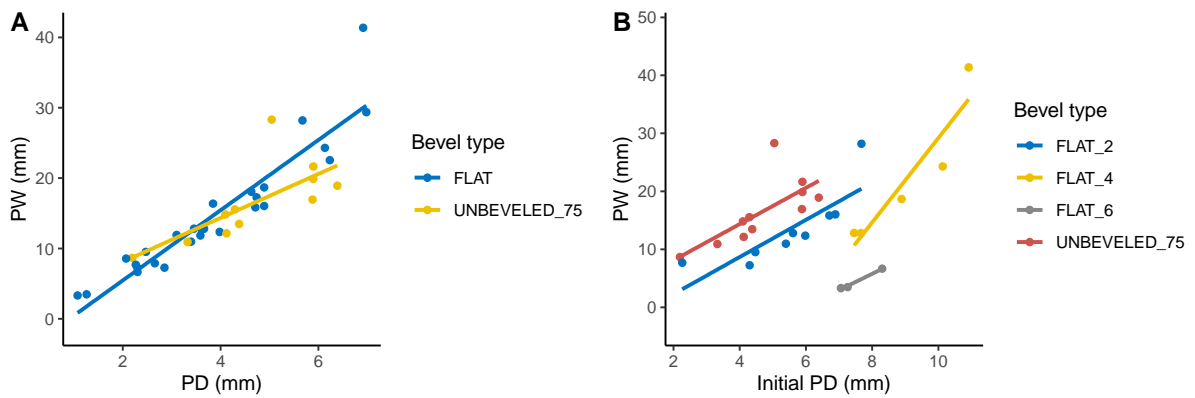 A
PW (mm)
40
30
20
10
0
2
4
6
PD (mm)
Bevel type
FLAT
UNBEVELED_75
B
PW (mm)
50
40
30
20
10
0
2
4
6
8
10
Initial PD (mm)
Bevel type
FLAT_2
FLAT_4
FLAT_6
UNBEVELED_75